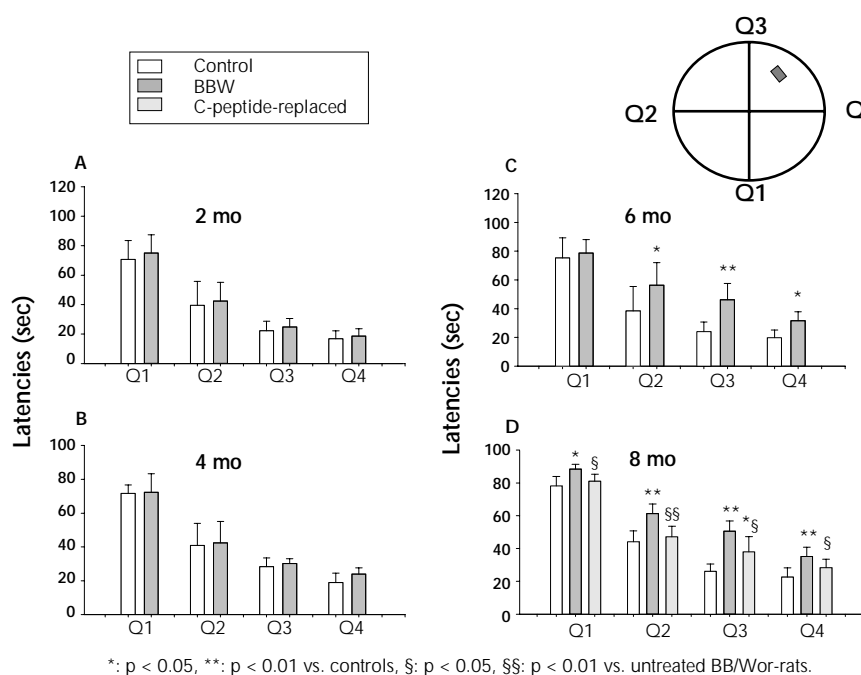 Control
BBW
C-peptide-replaced
Q3
Q2
Q
Q1
A
2 mo
Latencies (sec)
120
100
80
60
40
20
0
Q1 Q2 Q3 Q4
B
4 mo
100
80
60
40
20
0
Q1 Q2 Q3 Q4
C
6 mo
Latencies (sec)
120
100
80
60
40
20
0
* ** *
Q1 Q2 Q3 Q4
D
8 mo
100
80
60
40
20
0
* § ** §§ ** *§ ** §
Q1 Q2 Q3 Q4
*: p < 0.05, **: p < 0.01 vs. controls, §: p < 0.05, §§: p < 0.01 vs. untreated BB/Wor-rats.